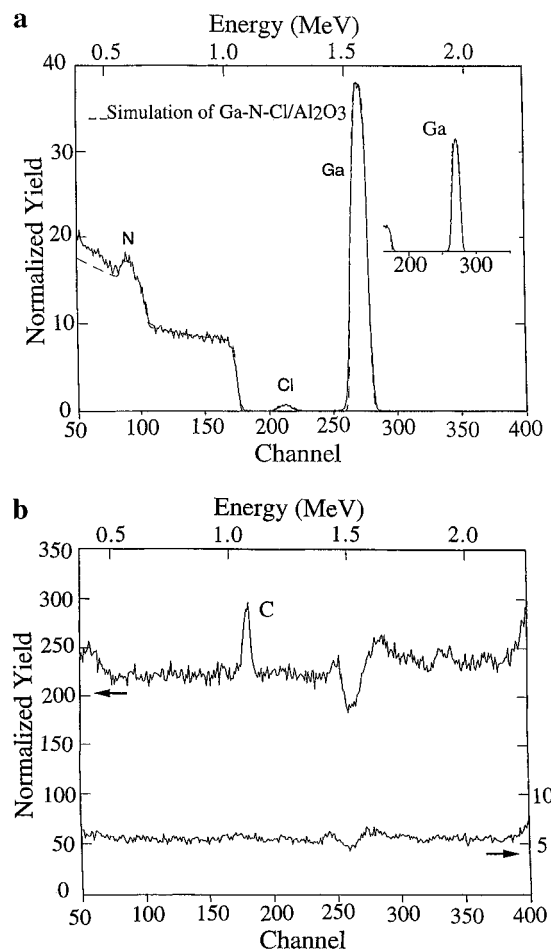 a
Energy (MeV)
0.5 1.0 1.5 2.0
40
30
20
10
0
Normalized Yield
__Simulation of Ga-N-Cl/Al2O3
N
Cl
Ga
Ga
200 300
50 100 150 200 250 300 350 400
Channel
b
Energy (MeV)
0.5 1.0 1.5 2.0
350
300
250
200
150
100
50
0
Normalized Yield
C
10
5
50 100 150 200 250 300 350 400
Channel